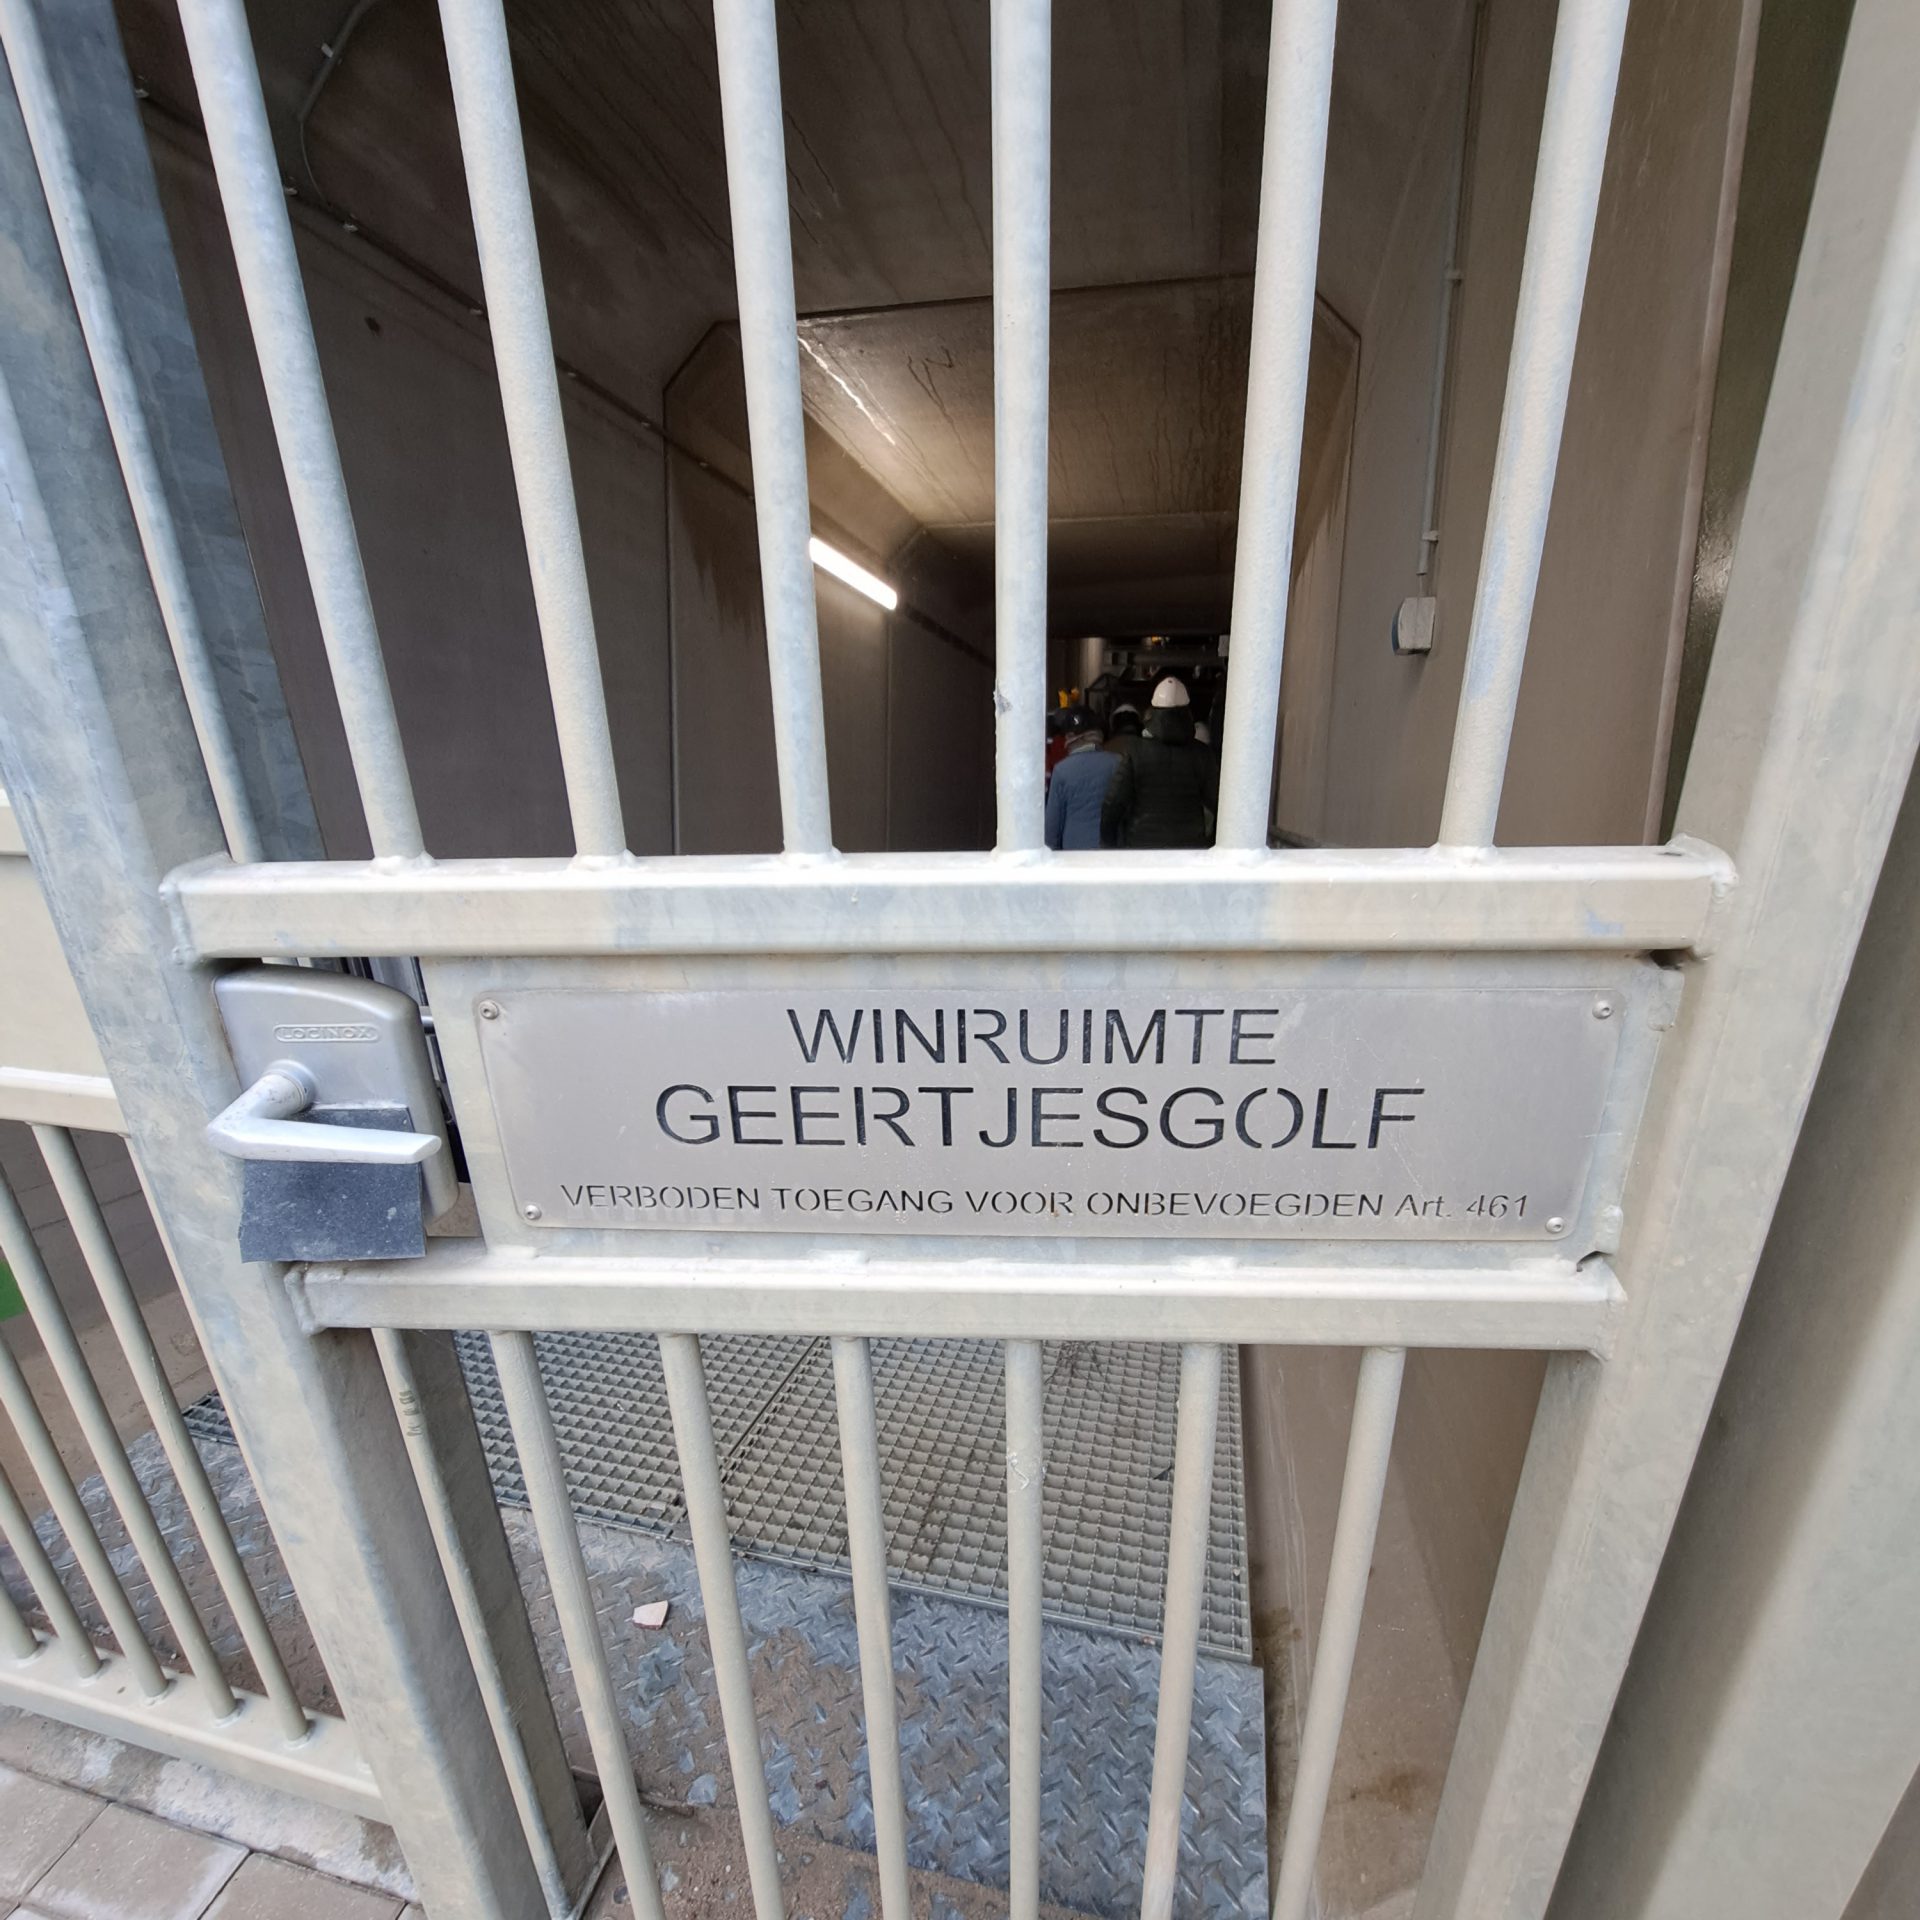 LOCINOX
WINRUIMTE
GEERTJESGOLF
VERBODEN TOEGANG VOOR ONBEVOEGDEN Art. 461